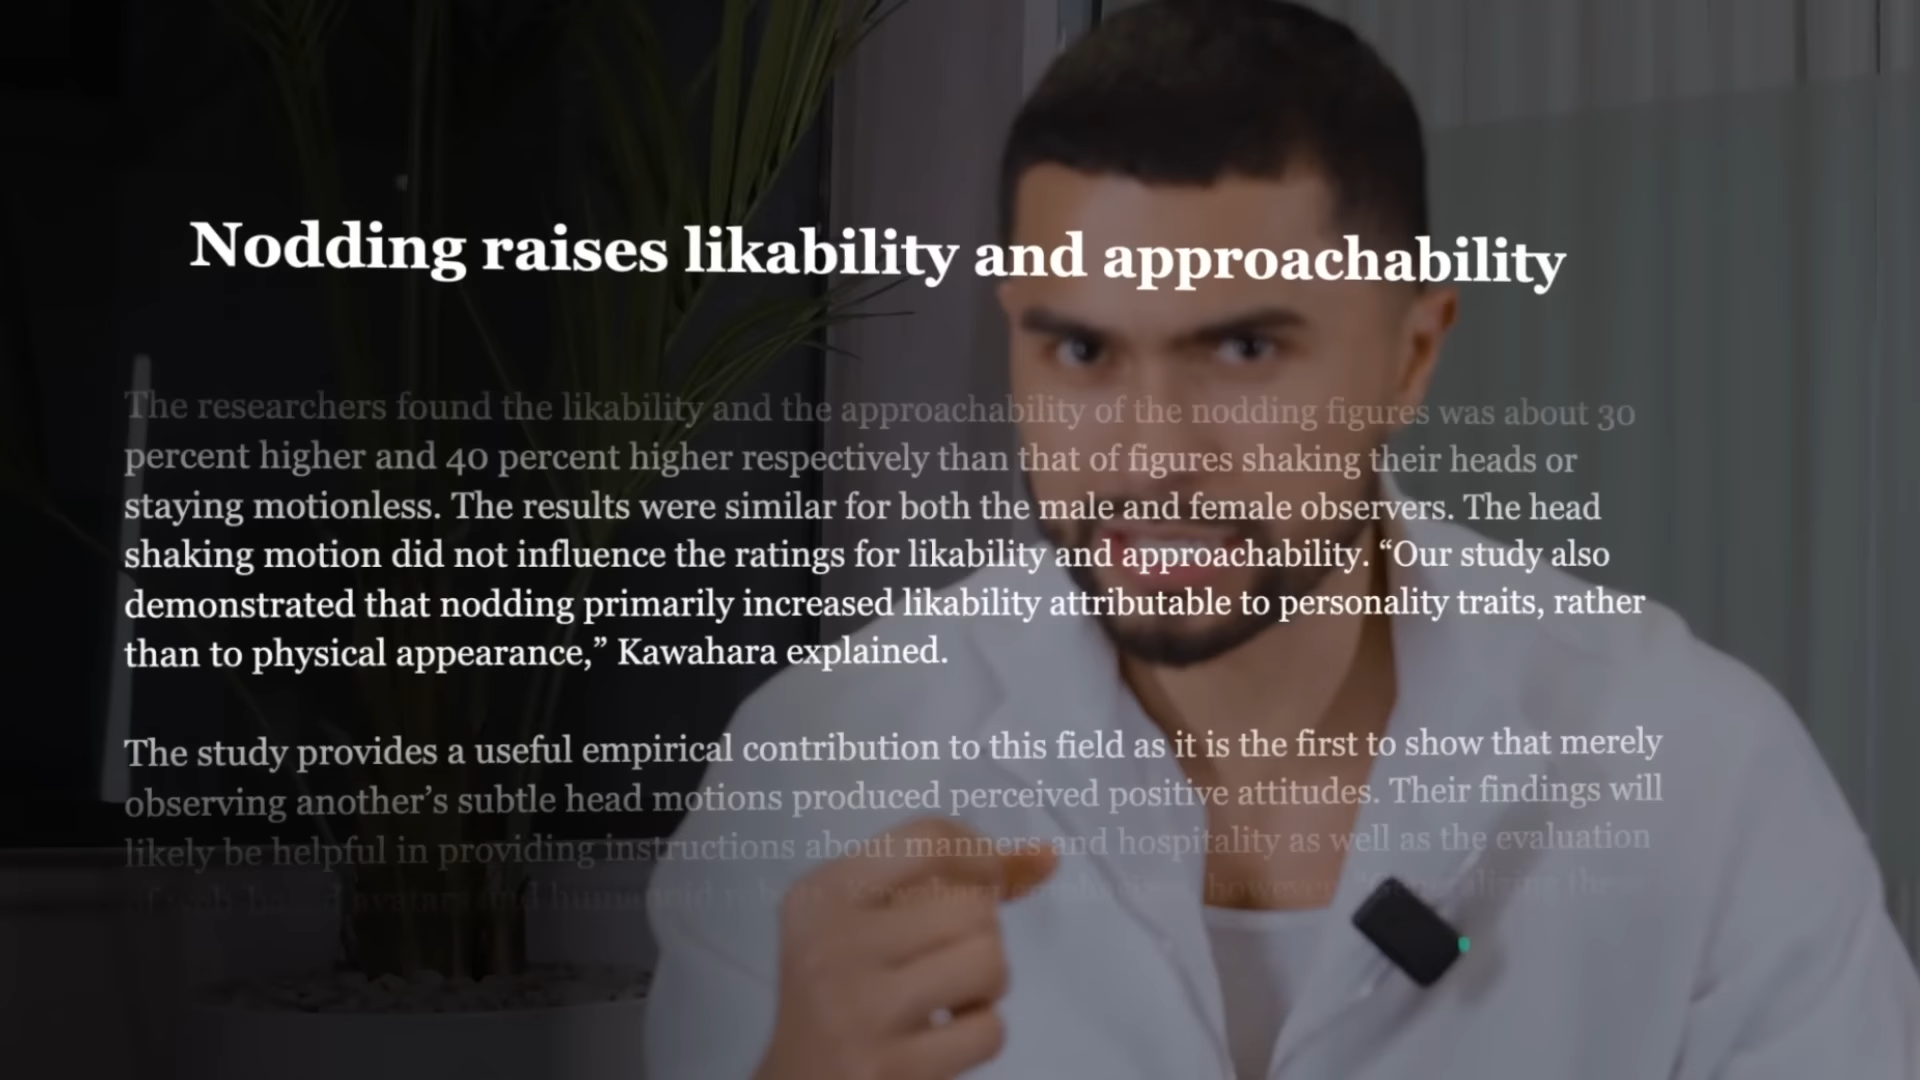 Nodding raises likability and approachability
The researchers found the likability and the approachability of the nodding figures was about 30
percent higher and 40 percent higher respectively than that of figures shaking their heads or
staying motionless. The results were similar for both the male and female observers. The head
shaking motion did not influence the ratings for likability and approachability. “Our study also
demonstrated that nodding primarily increased likability attributable to personality traits, rather
than to physical appearance,” Kawahara explained.
The study provides a useful empirical contribution to this field as it is the first to show that merely
observing another’s subtle head motions produced perceived positive attitudes. Their findings will
likely be helpful in providing instructions about manners and hospitality as well as the evaluation